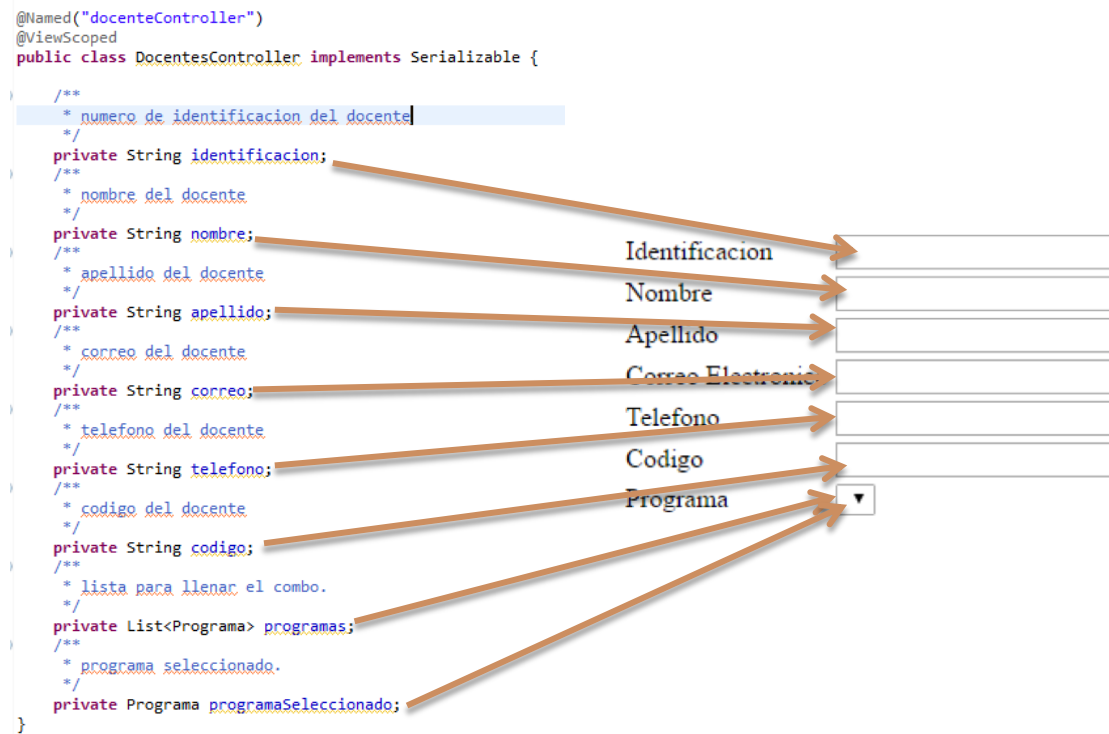 @Named("docenteController")
@ViewScoped
public class DocentesController implements Serializable {
/**
* numero de identificacion del docente
*/
private String identificacion;
/**
* nombre del docente
*/
private String nombre;
/**
* apellido del docente
*/
private String apellido;
/**
* correo del docente
*/
private String correo;
/**
* telefono del docente
*/
private String telefono;
/**
* codigo del docente
*/
private String codigo;
/**
* lista para llenar el combo.
*/
private List<Programa> programas;
/**
* programa seleccionado.
*/
private Programa programaSeleccionado;
}
Identificacion
Nombre
Apellido
Correo Electronic
Telefono
Codigo
Programa